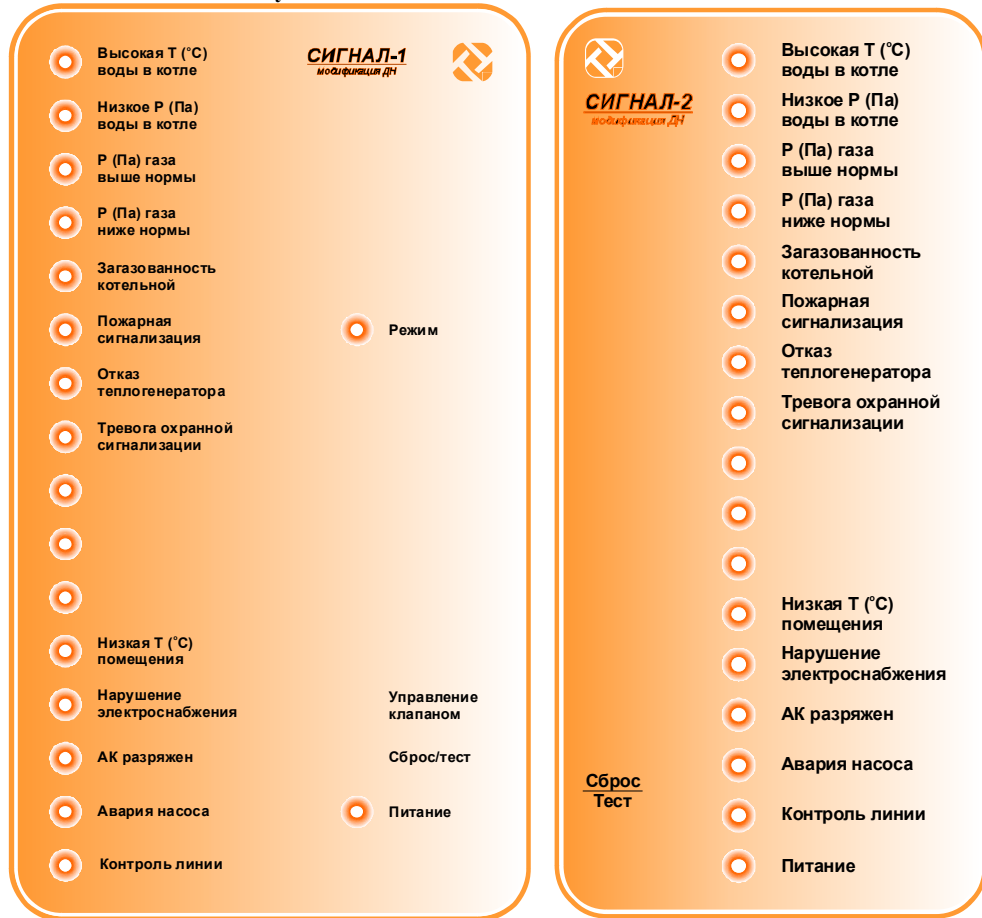 Высокая Т (°С)
воды в котле
Низкое Р (Па)
воды в котле
Р (Па) газа
выше нормы
Р (Па) газа
ниже нормы
Загазованность
котельной
Пожарная
сигнализация
Отказ
теплогенератора
Тревога охранной
сигнализации
Низкая Т (°С)
помещения
Нарушение
электроснабжения
АК разряжен
Авария насоса
Контроль линии
СИГНАЛ-1
модификация ДН
Режим
Управление
клапаном
Сброс/тест
Питание
СИГНАЛ-2
модификация ДН
Сброс
Тест
Высокая Т (°С)
воды в котле
Низкое Р (Па)
воды в котле
Р (Па) газа
выше нормы
Р (Па) газа
ниже нормы
Загазованность
котельной
Пожарная
сигнализация
Отказ
теплогенератора
Тревога охранной
сигнализации
Низкая Т (°С)
помещения
Нарушение
электроснабжения
АК разряжен
Авария насоса
Контроль линии
Питание